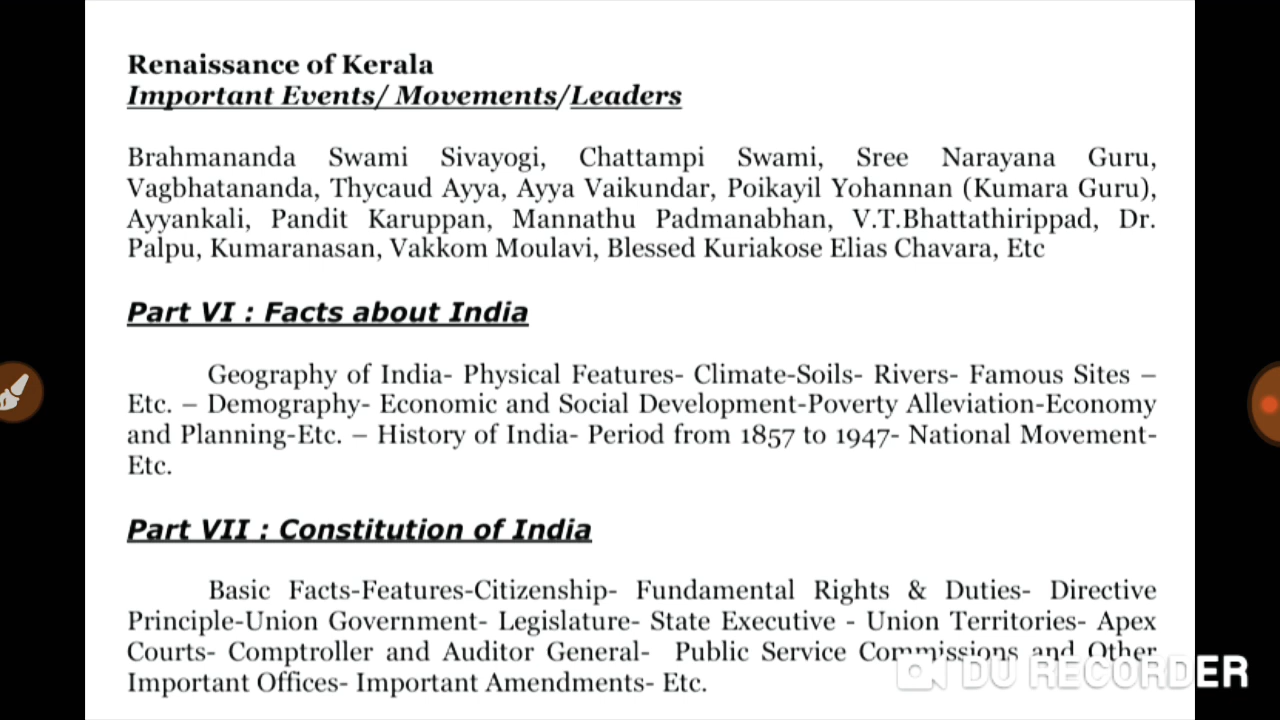 Renaissance of Kerala
Important Events/ Movements/Leaders
Brahmananda Swami Sivayogi, Chattampi Swami, Sree Narayana Guru,
Vagbhatananda, Thycaud Ayya, Ayya Vaikundar, Poikayil Yohannan (Kumara Guru),
Ayyankali, Pandit Karuppan, Mannathu Padmanabhan, V.T.Bhattathirippad, Dr.
Palpu, Kumaranasan, Vakkom Moulavi, Blessed Kuriakose Elias Chavara, Etc
Part VI : Facts about India
Geography of India- Physical Features- Climate-Soils- Rivers- Famous Sites –
Etc. – Demography- Economic and Social Development-Poverty Alleviation-Economy
and Planning-Etc. – History of India- Period from 1857 to 1947- National Movement-
Etc.
Part VII : Constitution of India
Basic Facts-Features-Citizenship- Fundamental Rights & Duties- Directive
Principle-Union Government- Legislature- State Executive - Union Territories- Apex
Courts- Comptroller and Auditor General- Public Service Commissions and Other
Important Offices- Important Amendments- Etc.
DU RECORDER